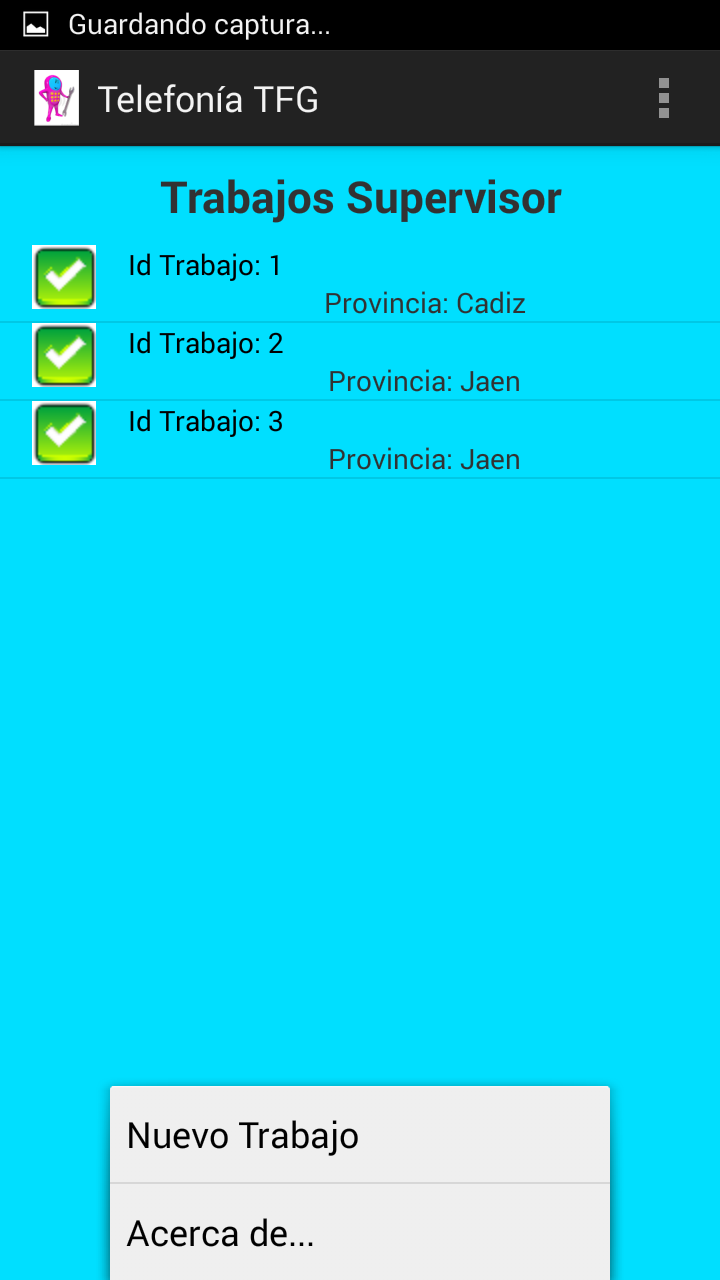 Guardando captura...
Telefonía TFG
Trabajos Supervisor
Id Trabajo: 1
Provincia: Cadiz
Id Trabajo: 2
Provincia: Jaen
Id Trabajo: 3
Provincia: Jaen
Nuevo Trabajo
Acerca de...